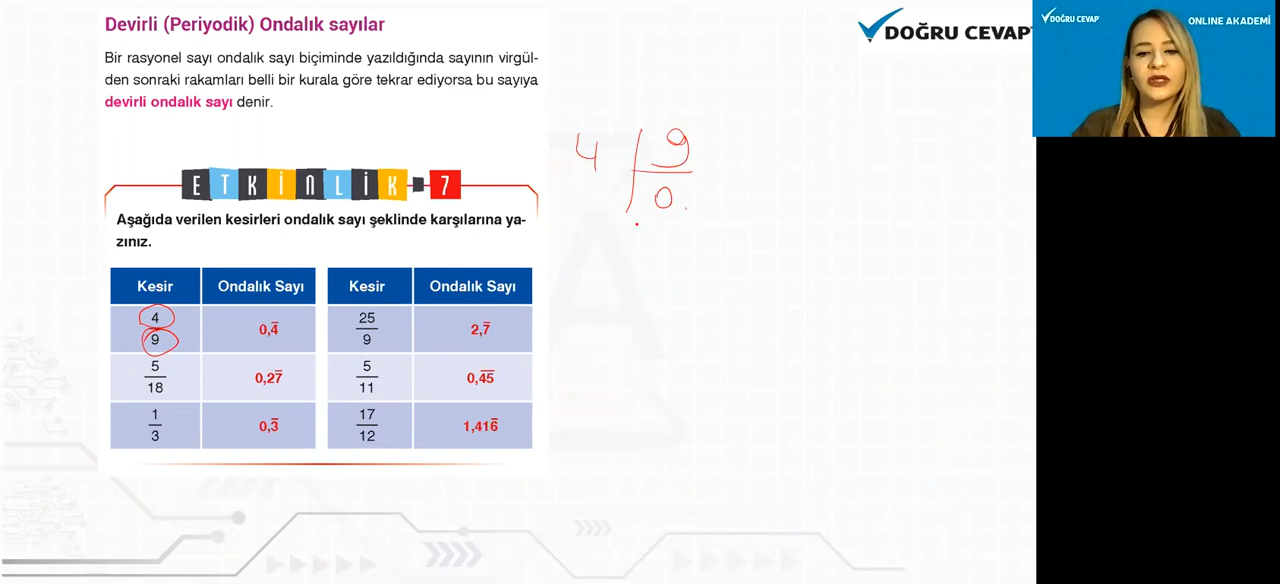 Devirli (Periyodik) Ondalık sayılar
Bir rasyonel sayı ondalık sayı biçiminde yazıldığında sayının virgül-
den sonraki rakamları belli bir kurala göre tekrar ediyorsa bu sayıya
devirli ondalık sayı denir.
ETKİNLİK - 7
Aşağıda verilen kesirleri ondalık sayı şeklinde karşılarına ya-
zınız.
Kesir Ondalık Sayı Kesir Ondalık Sayı
4/9 0,4̅ 25/9 2,7̅
5/18 0,27̅ 5/11 0,4̅5̅
1/3 0,3̅ 17/12 1,416̅
4 9
0
DOĞRU CEVAP
DOĞRU CEVAP ONLINE AKADEMİ